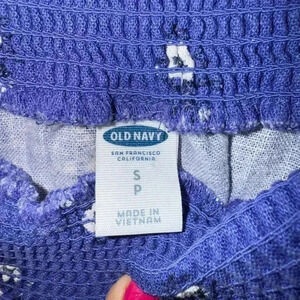 OLD NAVY
SAN FRANCISCO
CALIFORNIA
S
P
MADE IN
VIETNAM